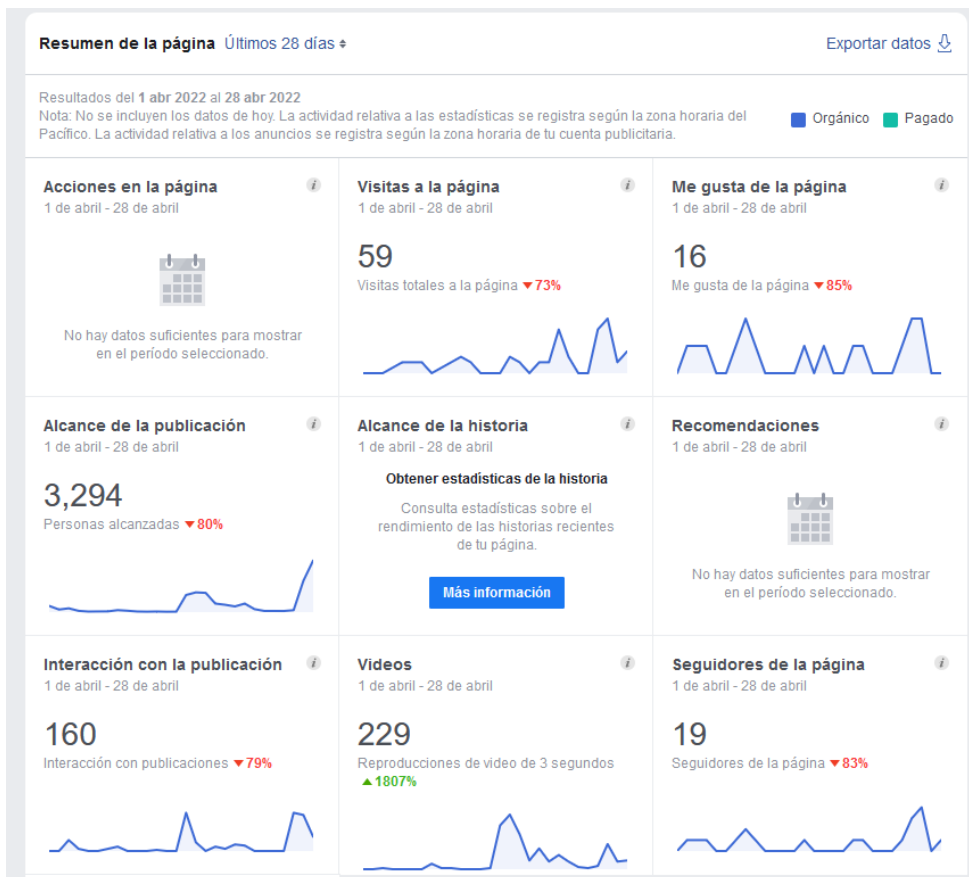 Resumen de la página Últimos 28 días
Exportar datos
Resultados del 1 abr 2022 al 28 abr 2022
Nota: No se incluyen los datos de hoy. La actividad relativa a las estadísticas se registra según la zona horaria del
Pacífico. La actividad relativa a los anuncios se registra según la zona horaria de tu cuenta publicitaria.
Orgánico Pagado
Acciones en la página
1 de abril - 28 de abril
No hay datos suficientes para mostrar
en el período seleccionado.
Visitas a la página
1 de abril - 28 de abril
59
Visitas totales a la página ▼73%
Me gusta de la página
1 de abril - 28 de abril
16
Me gusta de la página ▼85%
Alcance de la publicación
1 de abril - 28 de abril
3,294
Personas alcanzadas ▼80%
Alcance de la historia
1 de abril - 28 de abril
Obtener estadísticas de la historia
Consulta estadísticas sobre el
rendimiento de las historias recientes
de tu página.
Más información
Recomendaciones
1 de abril - 28 de abril
No hay datos suficientes para mostrar
en el período seleccionado.
Interacción con la publicación
1 de abril - 28 de abril
160
Interacción con publicaciones ▼79%
Videos
1 de abril - 28 de abril
229
Reproducciones de video de 3 segundos
▲1807%
Seguidores de la página
1 de abril - 28 de abril
19
Seguidores de la página ▼83%